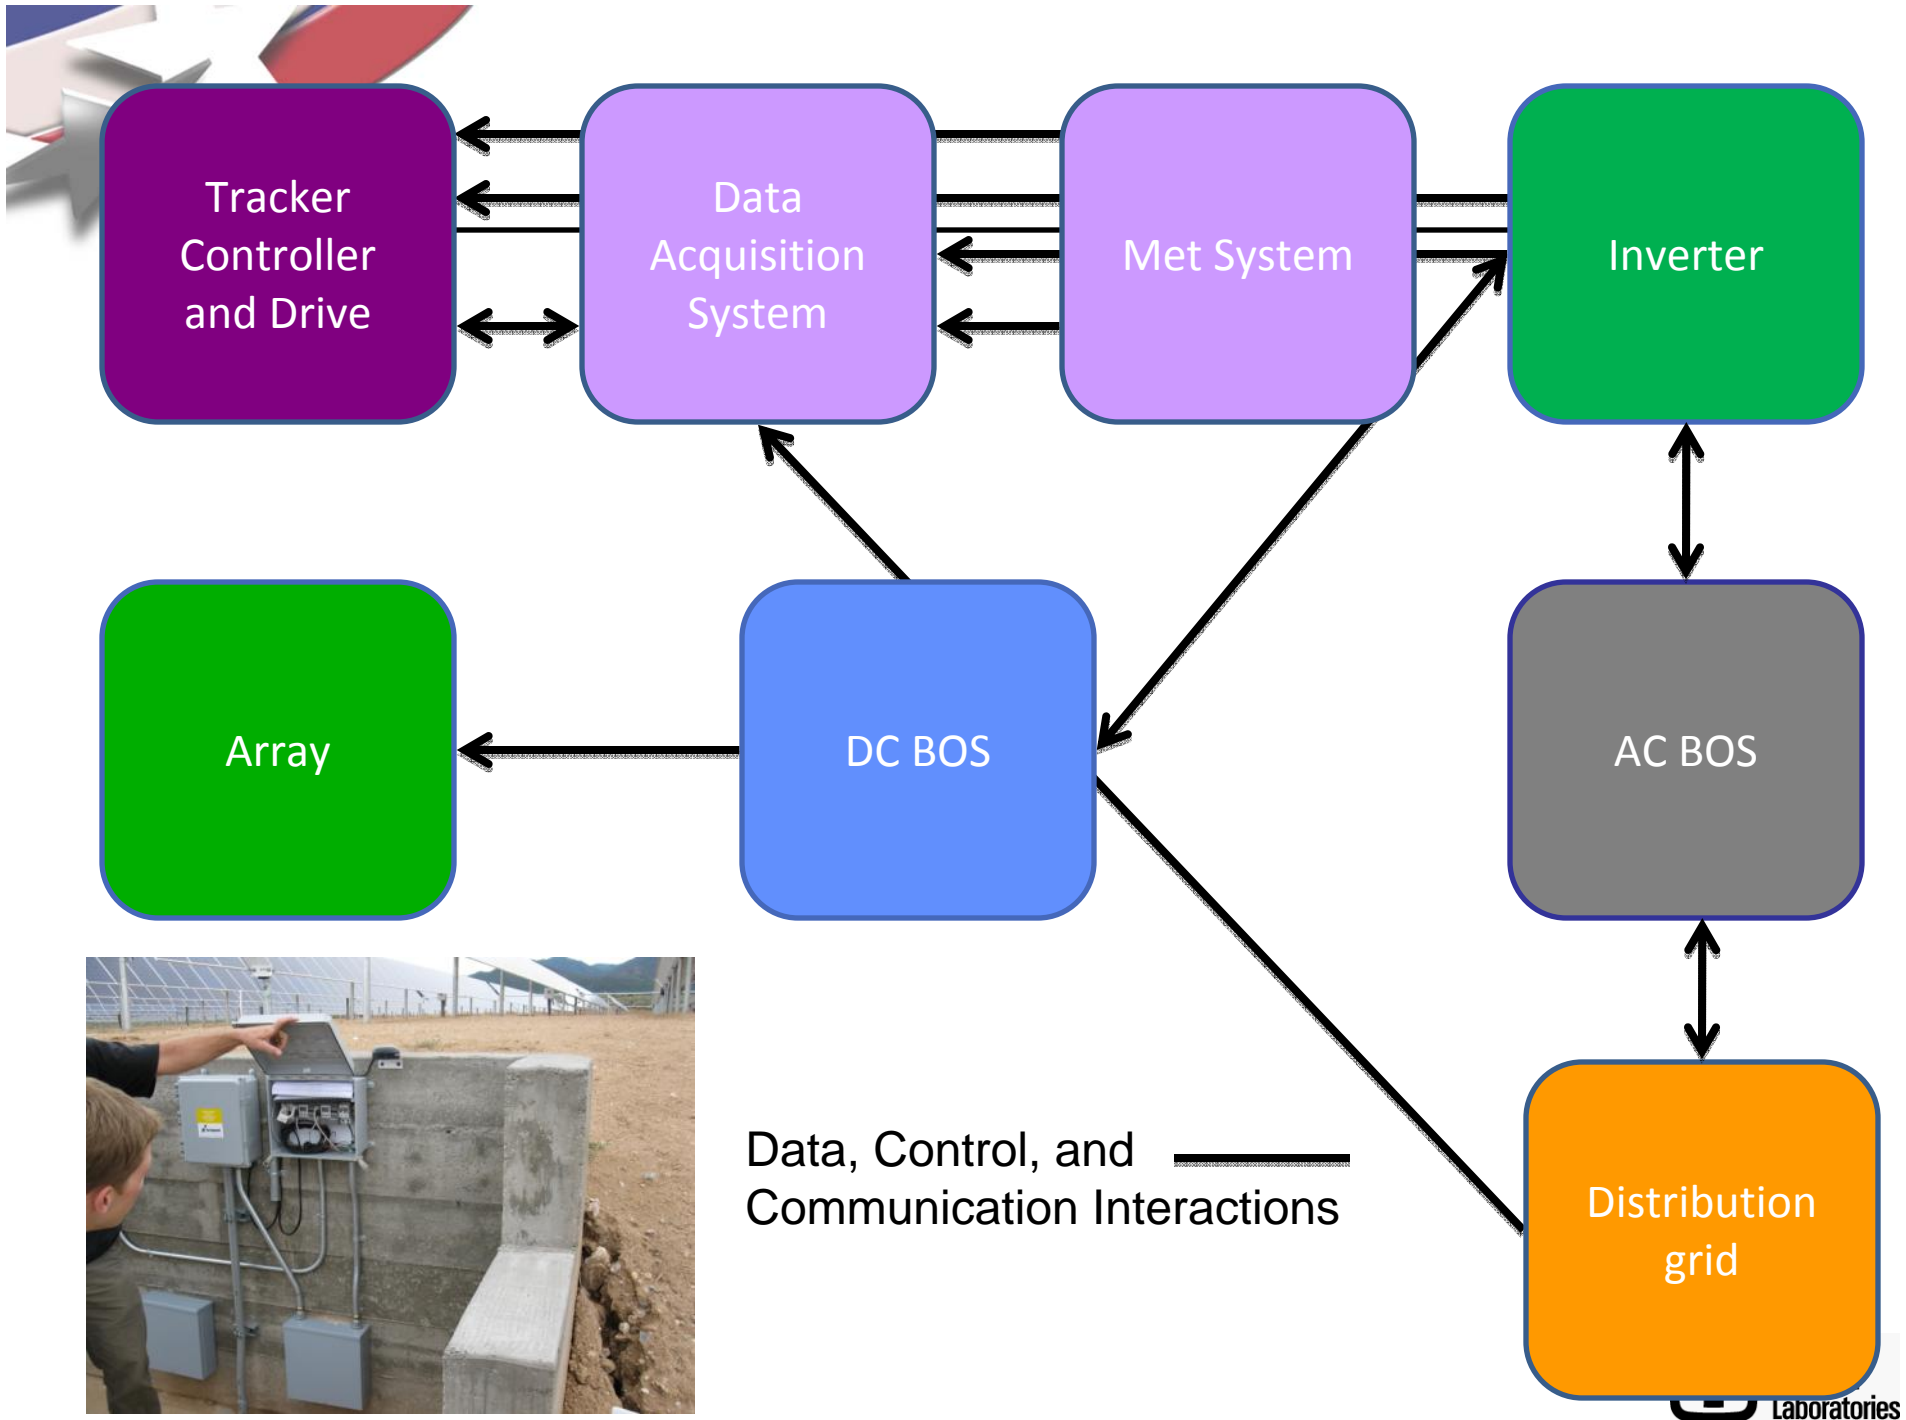 Tracker
Controller
and Drive
Data
Acquisition
System
Met System
Inverter
Array
DC BOS
AC BOS
Data, Control, and
Communication Interactions
Distribution
grid
Laboratories